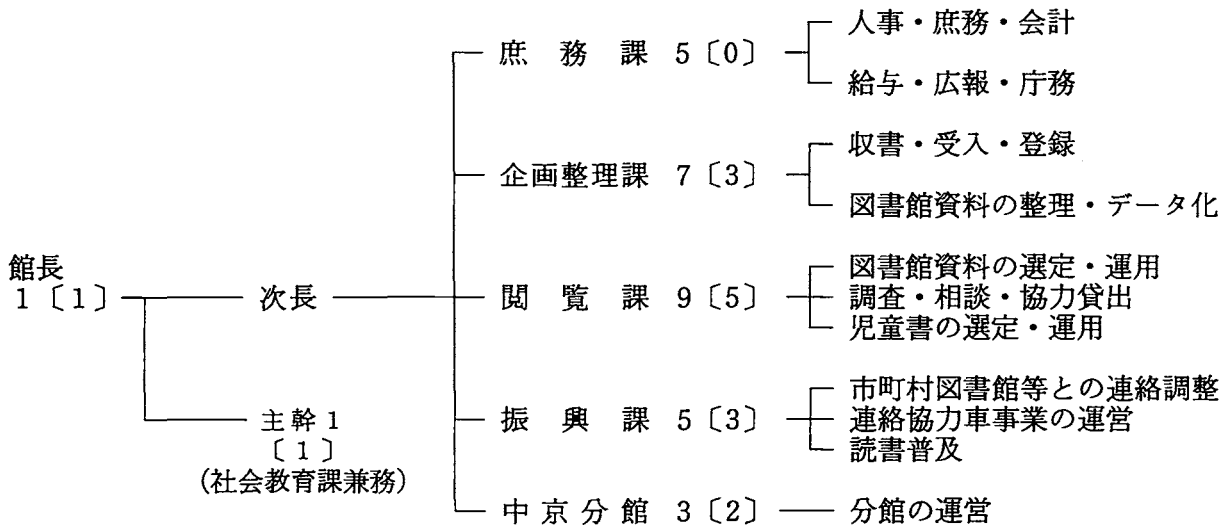 館長
1〔1〕
次長
主幹1
〔1〕
(社会教育課兼務)
庶務課 5〔0〕
人事・庶務・会計
給与・広報・庁務
企画整理課 7〔3〕
収書・受入・登録
図書館資料の整理・データ化
閲覧課 9〔5〕
図書館資料の選定・運用
調査・相談・協力貸出
児童書の選定・運用
振興課 5〔3〕
市町村図書館等との連絡調整
連絡協力車事業の運営
読書普及
中京分館 3〔2〕
分館の運営